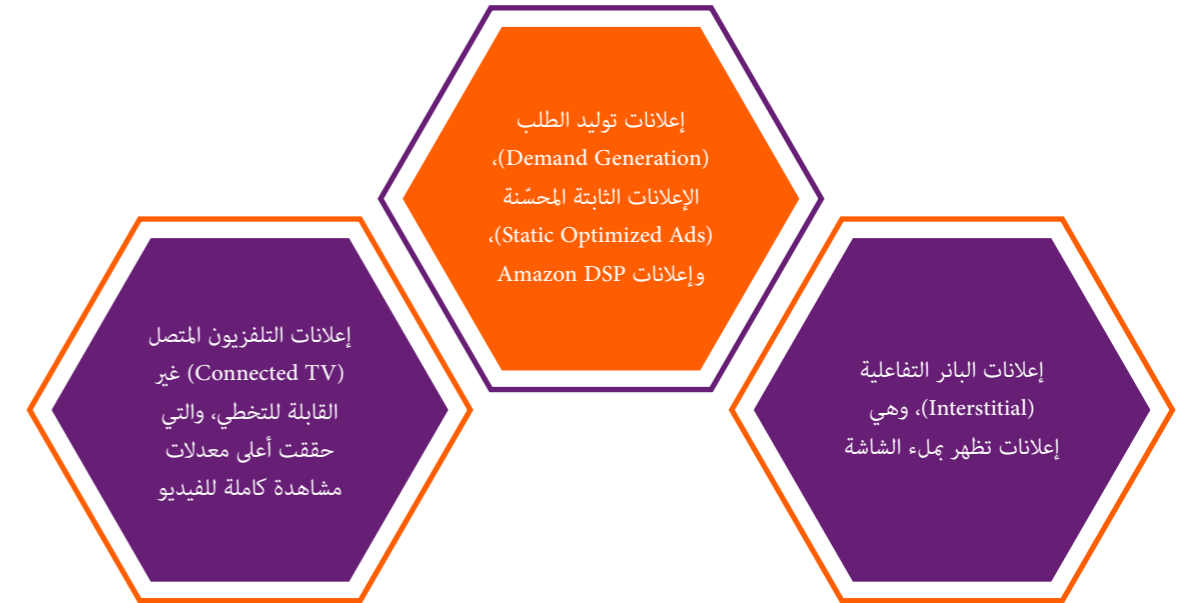 إعلانات البانر التفاعلية
(Interstitial)، وهي
إعلانات تظهر بملء الشاشة
إعلانات توليد الطلب
(Demand Generation)،
الإعلانات الثابتة المحسّنة
(Static Optimized Ads)،
وإعلانات Amazon DSP
إعلانات التلفزيون المتصل
(Connected TV) غير
القابلة للتخطي، والتي
حققت أعلى معدلات
مشاهدة كاملة للفيديو